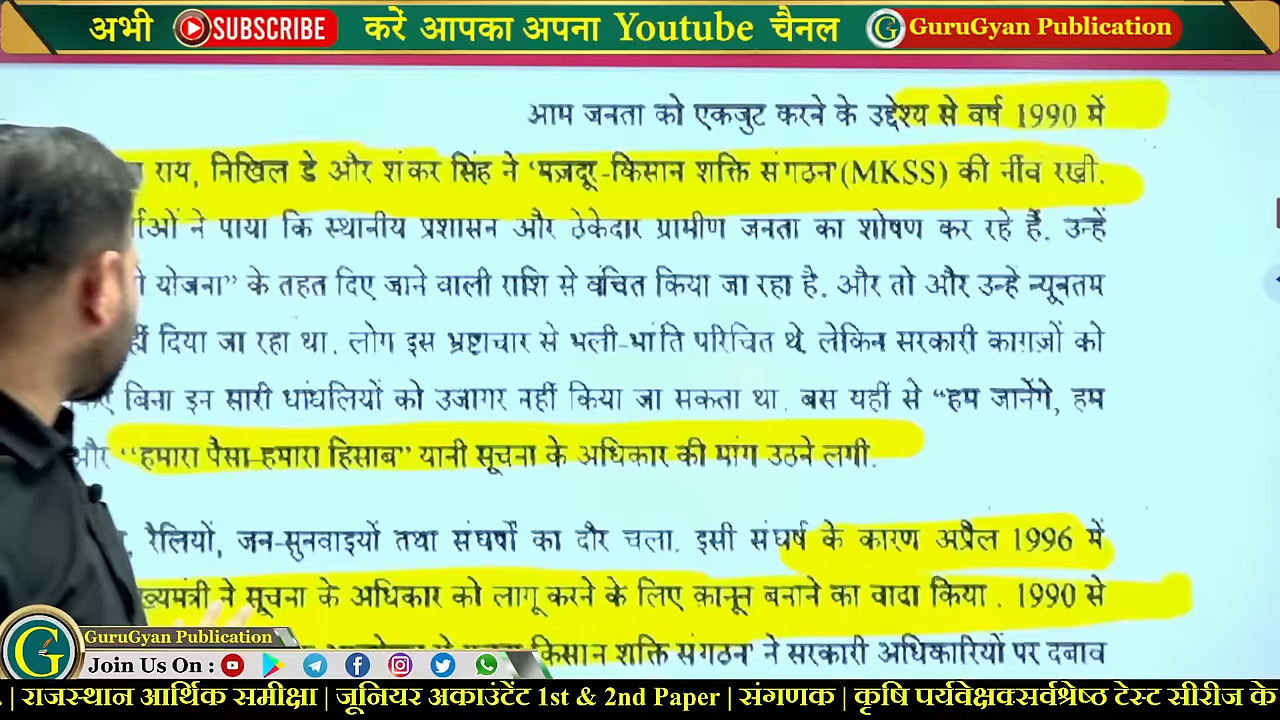 अभी SUBSCRIBE करें आपका अपना Youtube चैनल GuruGyan Publication
आम जनता को एकजुट करने के उद्देश्य से वर्ष 1990 में
राय, निखिल डे और शंकर सिंह ने 'मज़दूर-किसान शक्ति संगठन'(MKSS) की नींव रखी.
ने पाया कि स्थानीय प्रशासन और ठेकेदार ग्रामीण जनता का शोषण कर रहे हैं. उन्हें
योजना" के तहत दिए जाने वाली राशि से वंचित किया जा रहा है. और तो और उन्हे न्यूनतम
दिया जा रहा था. लोग इस भ्रष्टाचार से भली-भांति परिचित थे लेकिन सरकारी काग़ज़ों को
बिना इन सारी धांधलियों को उजागर नहीं किया जा सकता था. बस यहीं से "हम जानेंगे, हम
और "हमारा पैसा-हमारा हिसाब" यानी सूचना के अधिकार की मांग उठने लगी.
रैलियों, जन-सुनवाइयों तथा संघर्षों का दौर चला. इसी संघर्ष के कारण अप्रैल 1996 में
ने सूचना के अधिकार को लागू करने के लिए क़ानून बनाने का वादा किया . 1990 से
किसान शक्ति संगठन' ने सरकारी अधिकारियों पर दबाव
G GuruGyan Publication
Join Us On :
| राजस्थान आर्थिक समीक्षा | जूनियर अकाउंटेंट 1st & 2nd Paper | संगणक | कृषि पर्यवेक्षकसर्वश्रेष्ठ टेस्ट सीरीज के